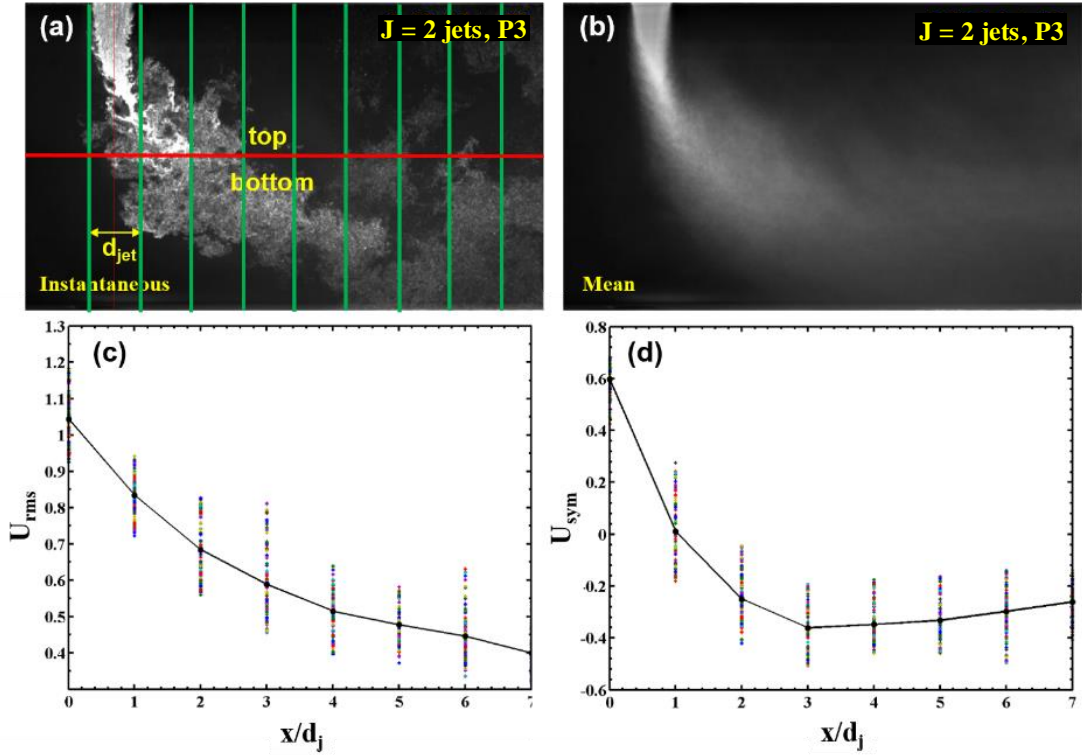 (a)
J = 2 jets, P3
top
bottom
d_jet
Instantaneous
(b)
J = 2 jets, P3
Mean
(c)
1.3
1.2
1.1
1
0.9
0.8
0.7
0.6
0.5
0.4
U_rms
0 1 2 3 4 5 6 7
x/d_j
(d)
0.8
0.6
0.4
0.2
0
-0.2
-0.4
-0.6
U_sym
0 1 2 3 4 5 6 7
x/d_j